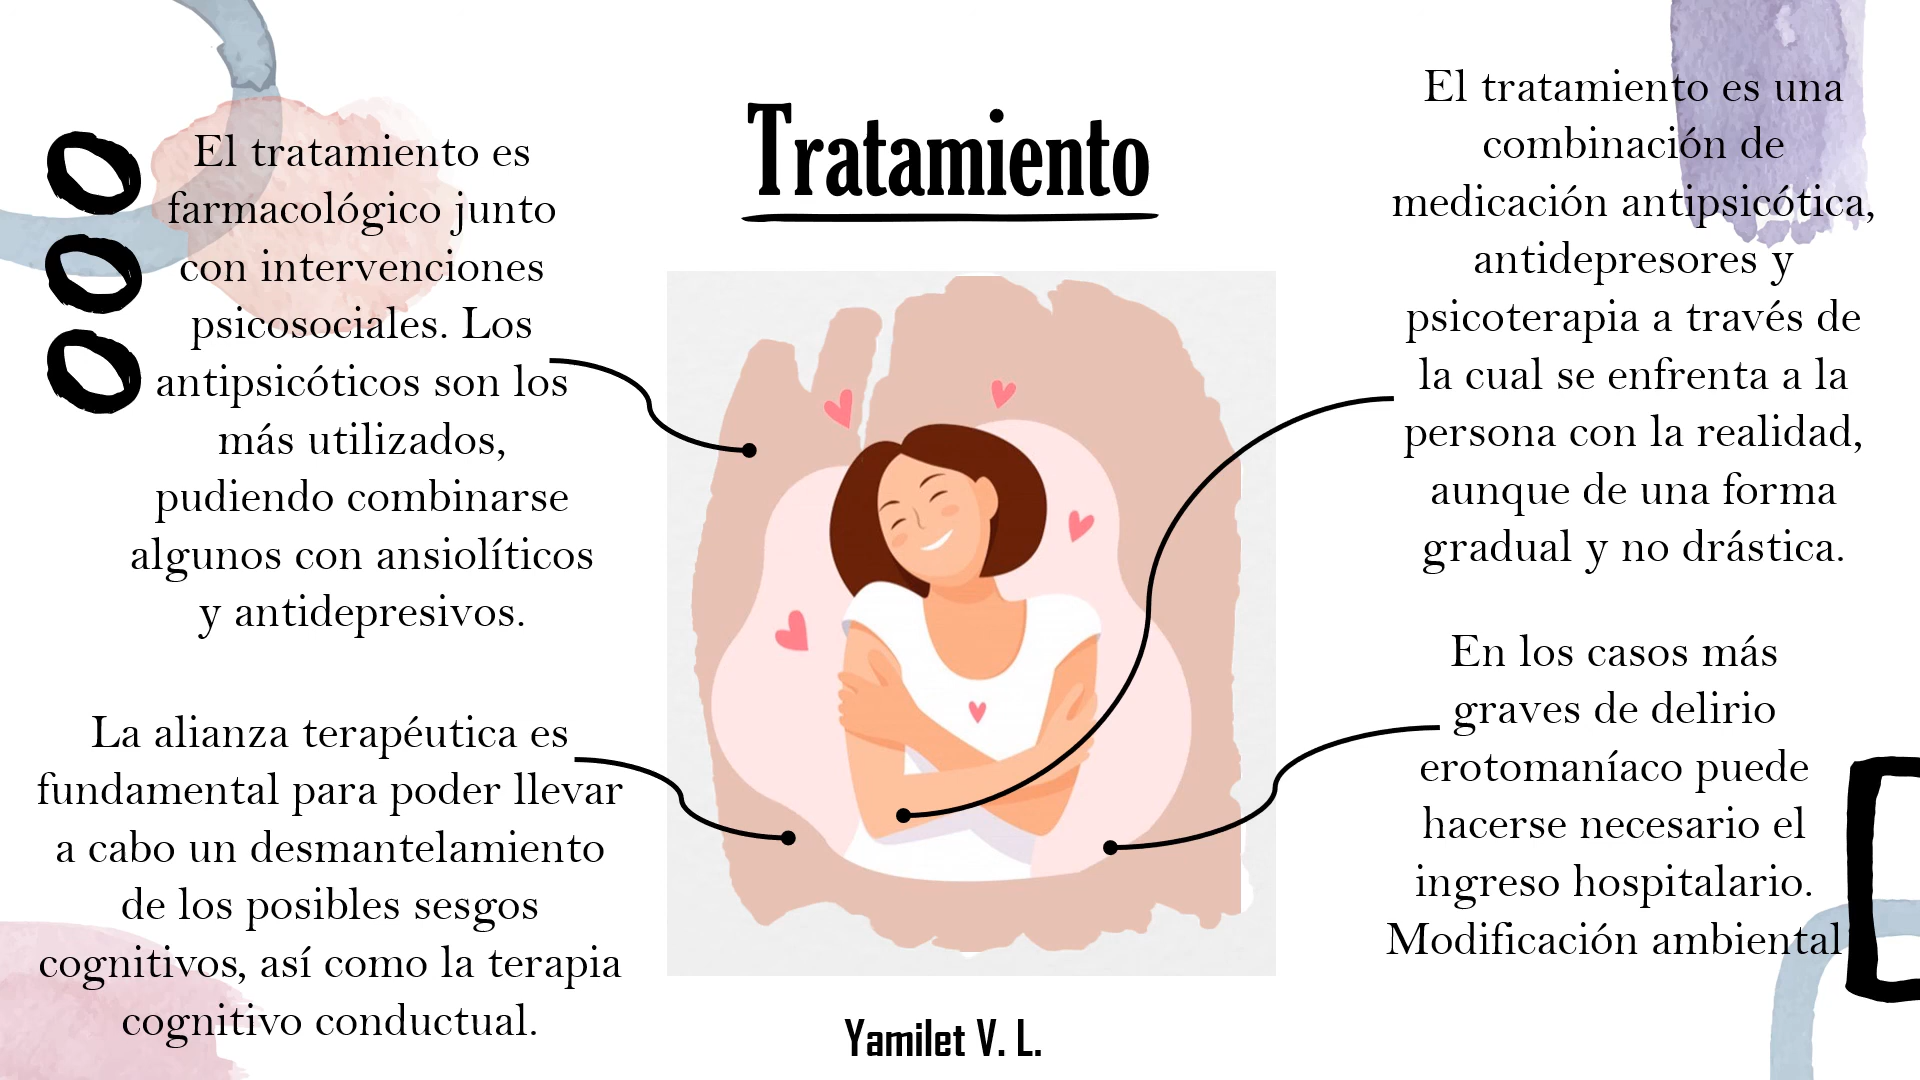 Tratamiento
El tratamiento es
farmacológico junto
con intervenciones
psicosociales. Los
antipsicóticos son los
más utilizados,
pudiendo combinarse
algunos con ansiolíticos
y antidepresivos.
La alianza terapéutica es
fundamental para poder llevar
a cabo un desmantelamiento
de los posibles sesgos
cognitivos, así como la terapia
cognitivo conductual.
El tratamiento es una
combinación de
medicación antipsicótica,
antidepresores y
psicoterapia a través de
la cual se enfrenta a la
persona con la realidad,
aunque de una forma
gradual y no drástica.
En los casos más
graves de delirio
erotomaníaco puede
hacerse necesario el
ingreso hospitalario.
Modificación ambiental
Yamilet V. L.